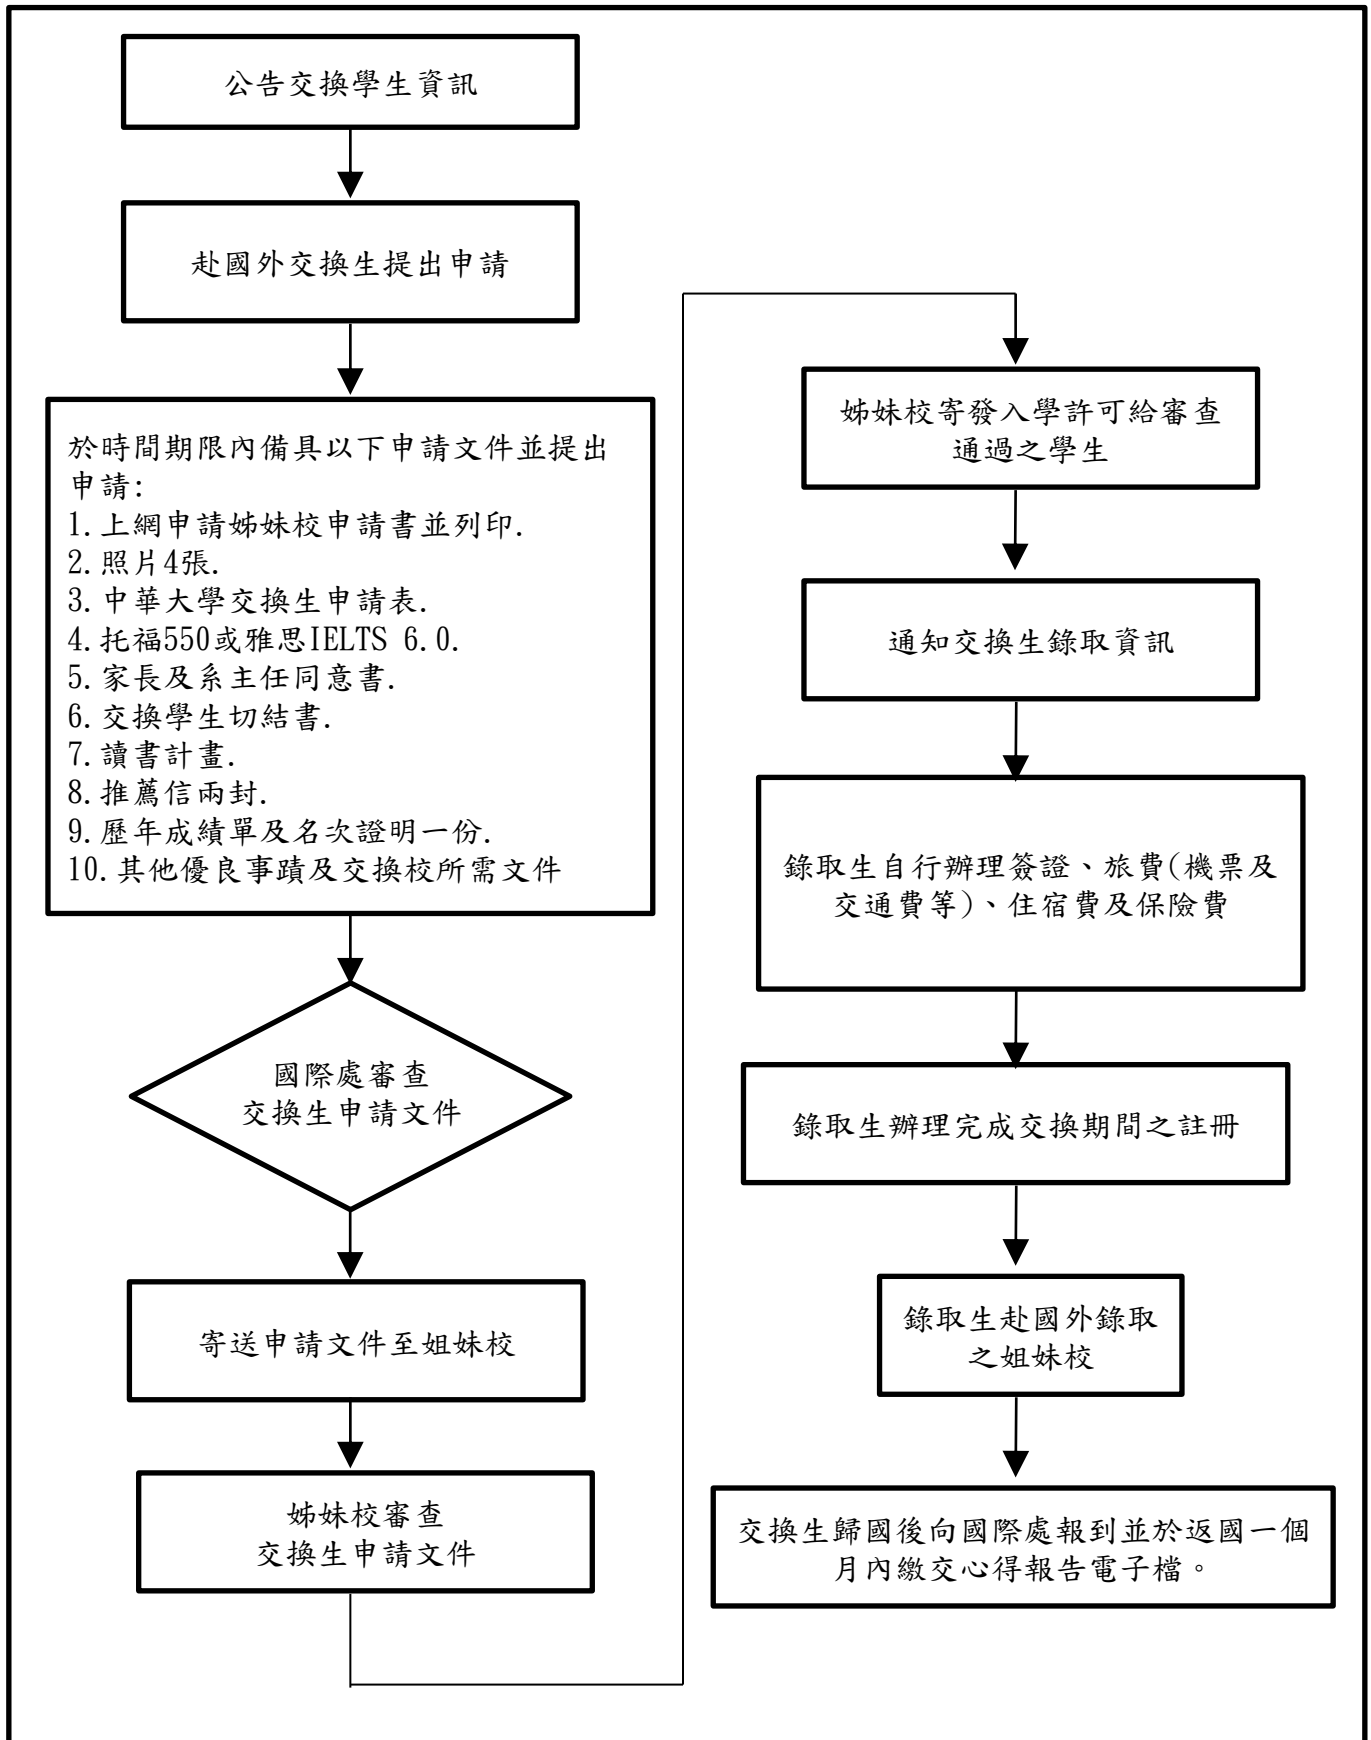 公告交換學生資訊
赴國外交換生提出申請
於時間期限內備具以下申請文件並提出
申請:
1.上網申請姊妹校申請書並列印.
2.照片4張.
3.中華大學交換生申請表.
4.托福550或雅思IELTS 6.0.
5.家長及系主任同意書.
6.交換學生切結書.
7.讀書計畫.
8.推薦信兩封.
9.歷年成績單及名次證明一份.
10.其他優良事蹟及交換校所需文件
國際處審查
交換生申請文件
寄送申請文件至姐妹校
姊妹校審查
交換生申請文件
姊妹校寄發入學許可給審查
通過之學生
通知交換生錄取資訊
錄取生自行辦理簽證、旅費(機票及
交通費等)、住宿費及保險費
錄取生辦理完成交換期間之註冊
錄取生赴國外錄取
之姐妹校
交換生歸國後向國際處報到並於返國一個
月內繳交心得報告電子檔。